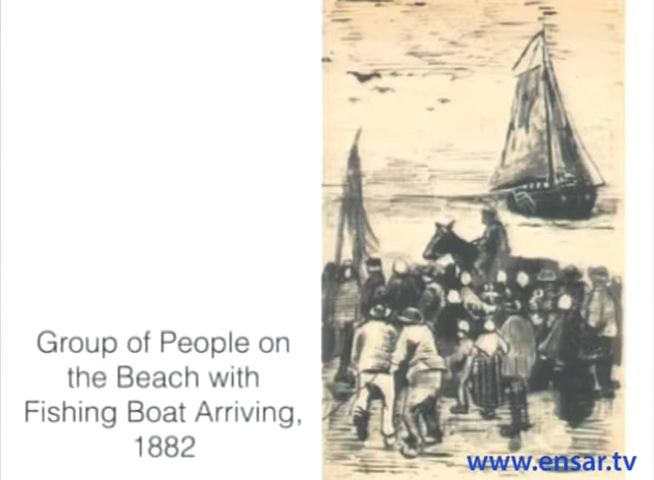 Group of People on
the Beach with
Fishing Boat Arriving,
1882
www.ensar.tv